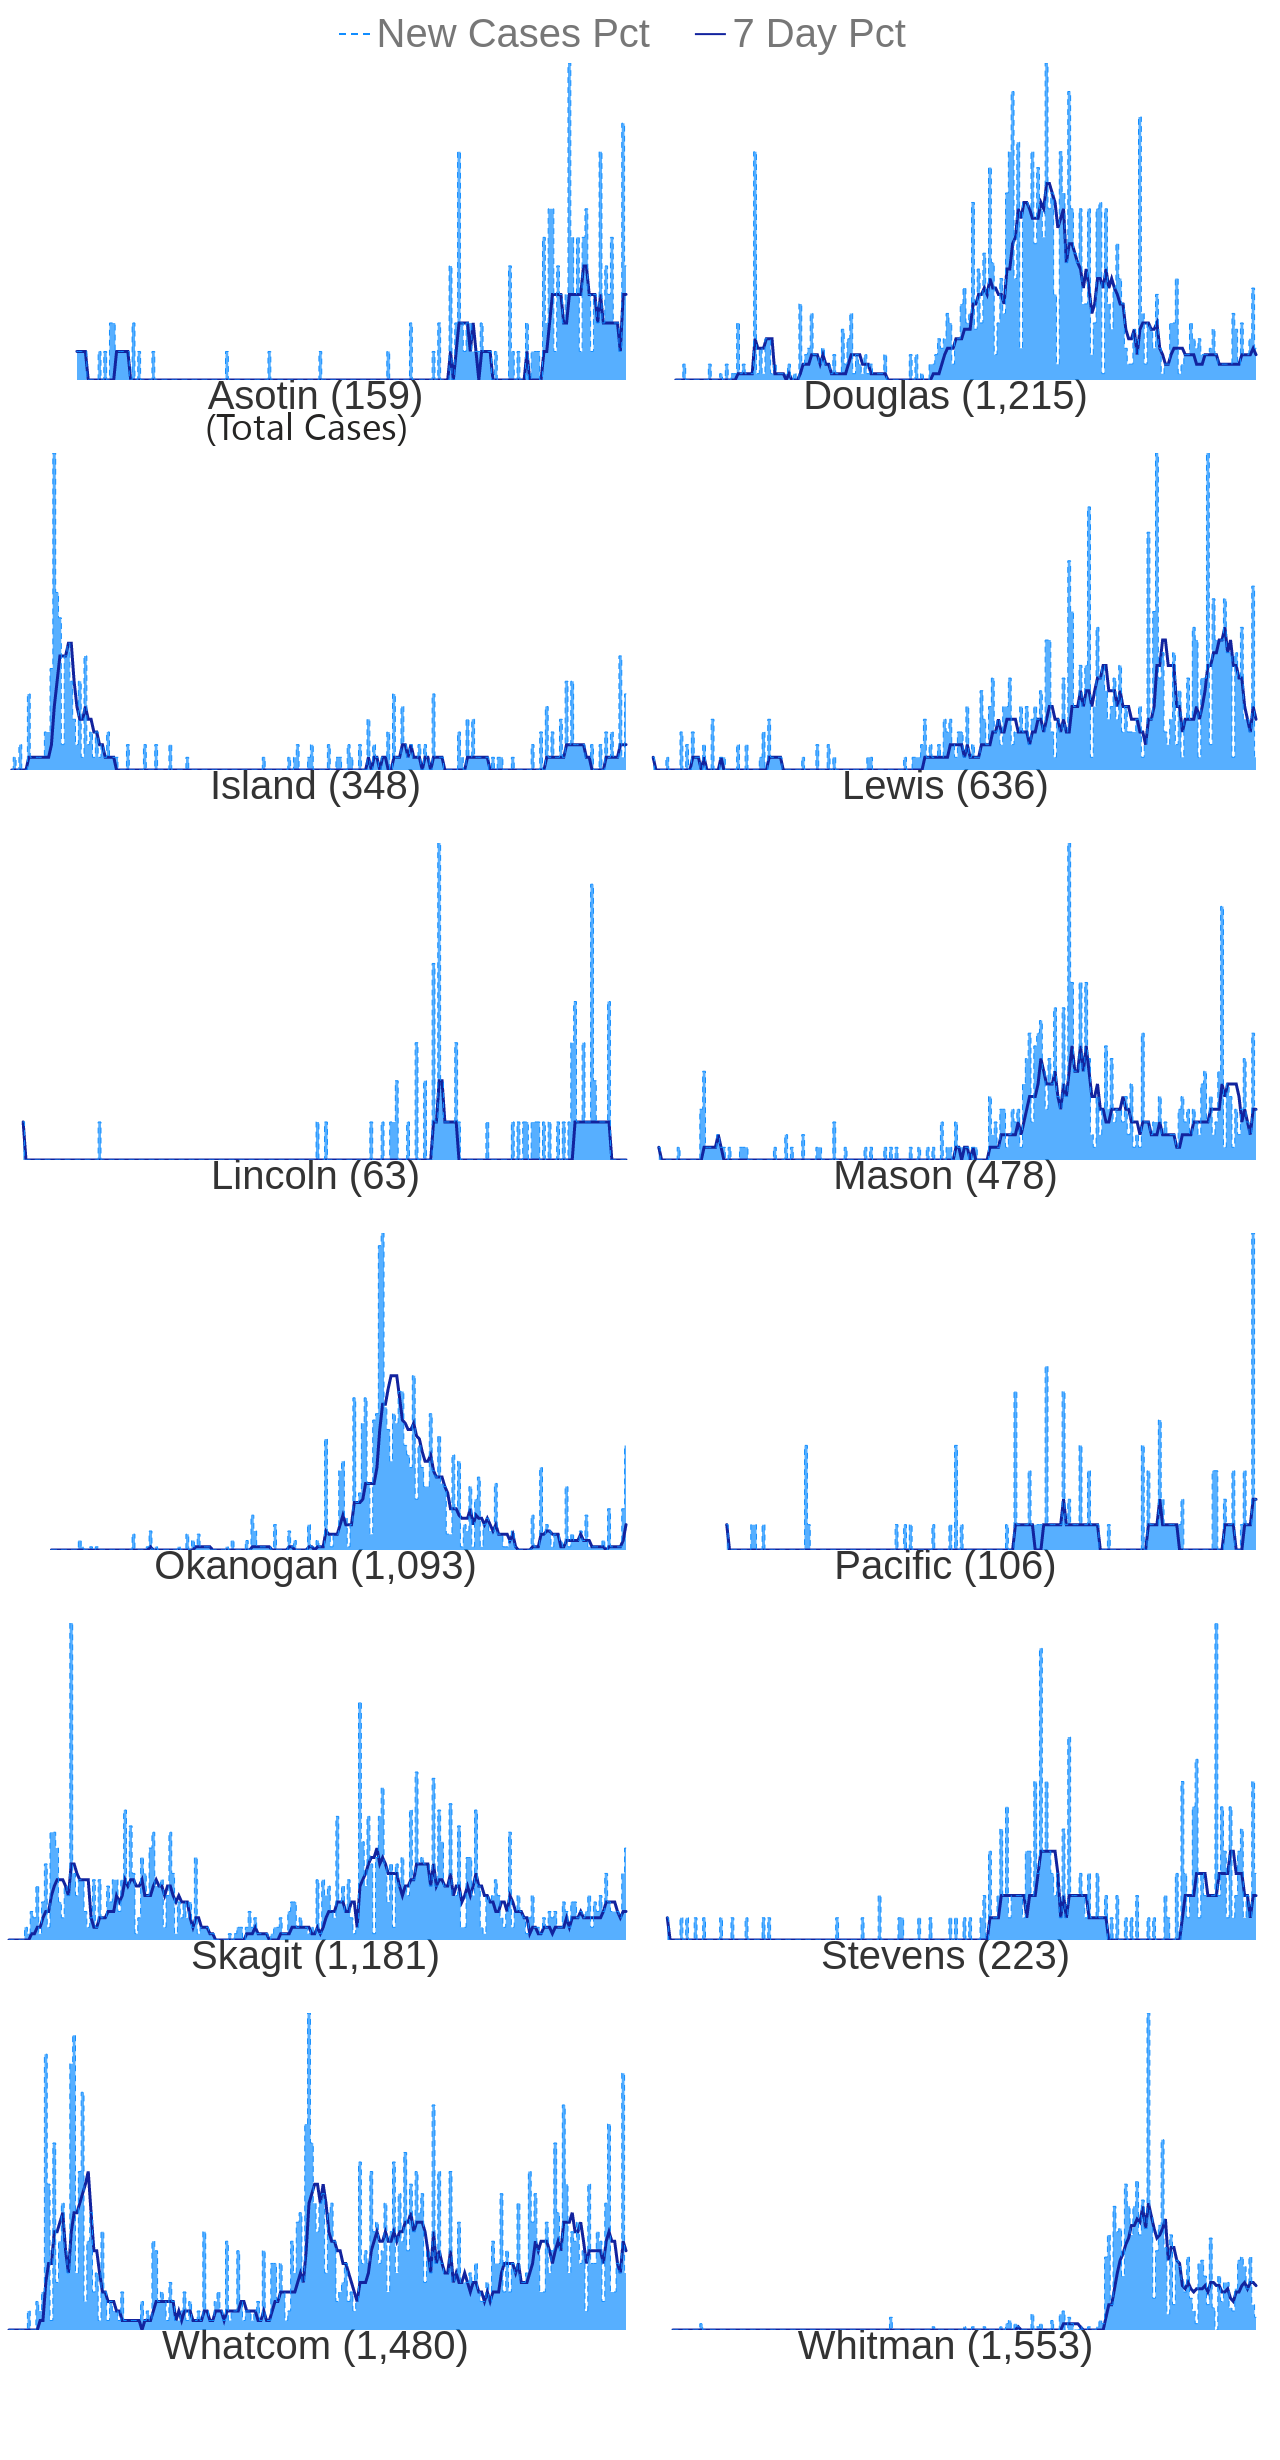 New Cases Pct 7 Day Pct
Asotin (159) Douglas (1,215)
(Total Cases)
Island (348) Lewis (636)
Lincoln (63) Mason (478)
Okanogan (1,093) Pacific (106)
Skagit (1,181) Stevens (223)
Whatcom (1,480) Whitman (1,553)